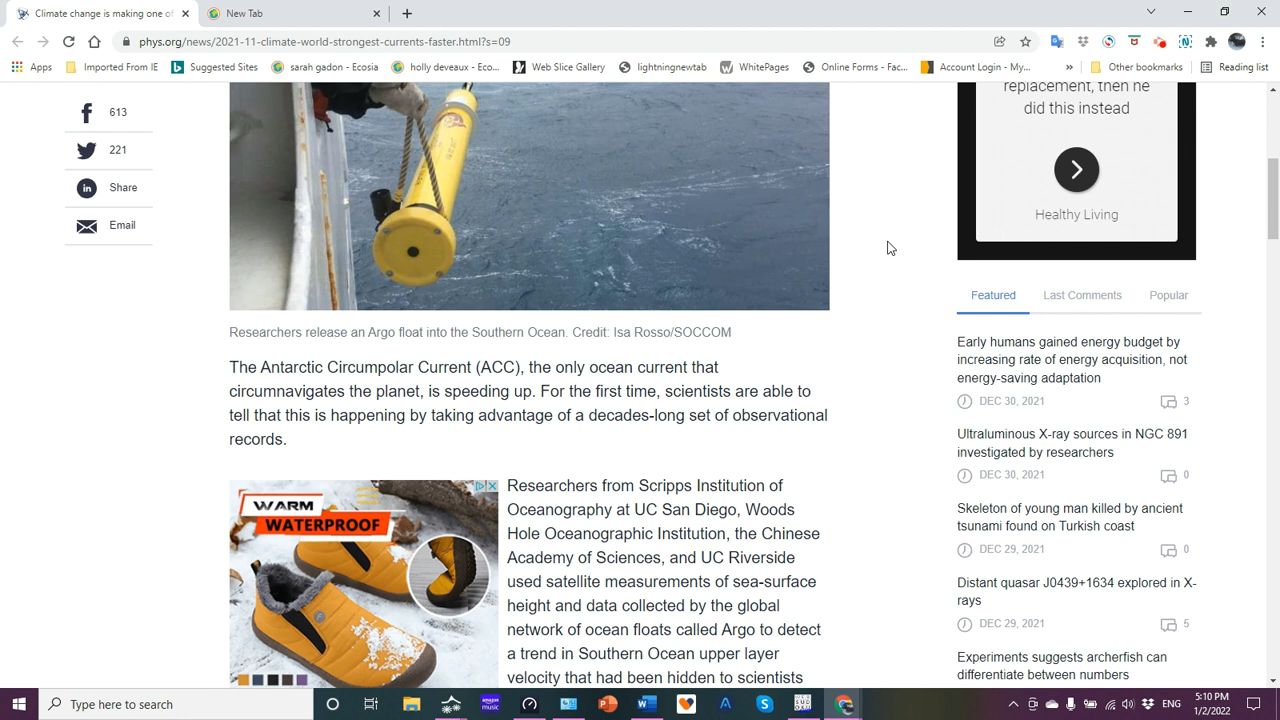 Climate change is making one of
New Tab
phys.org/news/2021-11-climate-world-strongest-currents-faster.html?s=09
Apps
Imported From IE
Suggested Sites
sarah gadon - Ecosia
holly deveaux - Eco...
Web Slice Gallery
lightningnewtab
WhitePages
Online Forms - Fac...
Account Login - My...
»
Other bookmarks
Reading list
613
221
Share
Email
replacement, then he
did this instead
Healthy Living
Researchers release an Argo float into the Southern Ocean. Credit: Isa Rosso/SOCCOM
The Antarctic Circumpolar Current (ACC), the only ocean current that
circumnavigates the planet, is speeding up. For the first time, scientists are able to
tell that this is happening by taking advantage of a decades-long set of observational
records.
WARM
WATERPROOF
Researchers from Scripps Institution of
Oceanography at UC San Diego, Woods
Hole Oceanographic Institution, the Chinese
Academy of Sciences, and UC Riverside
used satellite measurements of sea-surface
height and data collected by the global
network of ocean floats called Argo to detect
a trend in Southern Ocean upper layer
velocity that had been hidden to scientists
Featured
Last Comments
Popular
Early humans gained energy budget by
increasing rate of energy acquisition, not
energy-saving adaptation
DEC 30, 2021
3
Ultraluminous X-ray sources in NGC 891
investigated by researchers
DEC 30, 2021
0
Skeleton of young man killed by ancient
tsunami found on Turkish coast
DEC 29, 2021
0
Distant quasar J0439+1634 explored in X-
rays
DEC 29, 2021
5
Experiments suggests archerfish can
differentiate between numbers
Type here to search
ENG
5:10 PM
1/2/2022